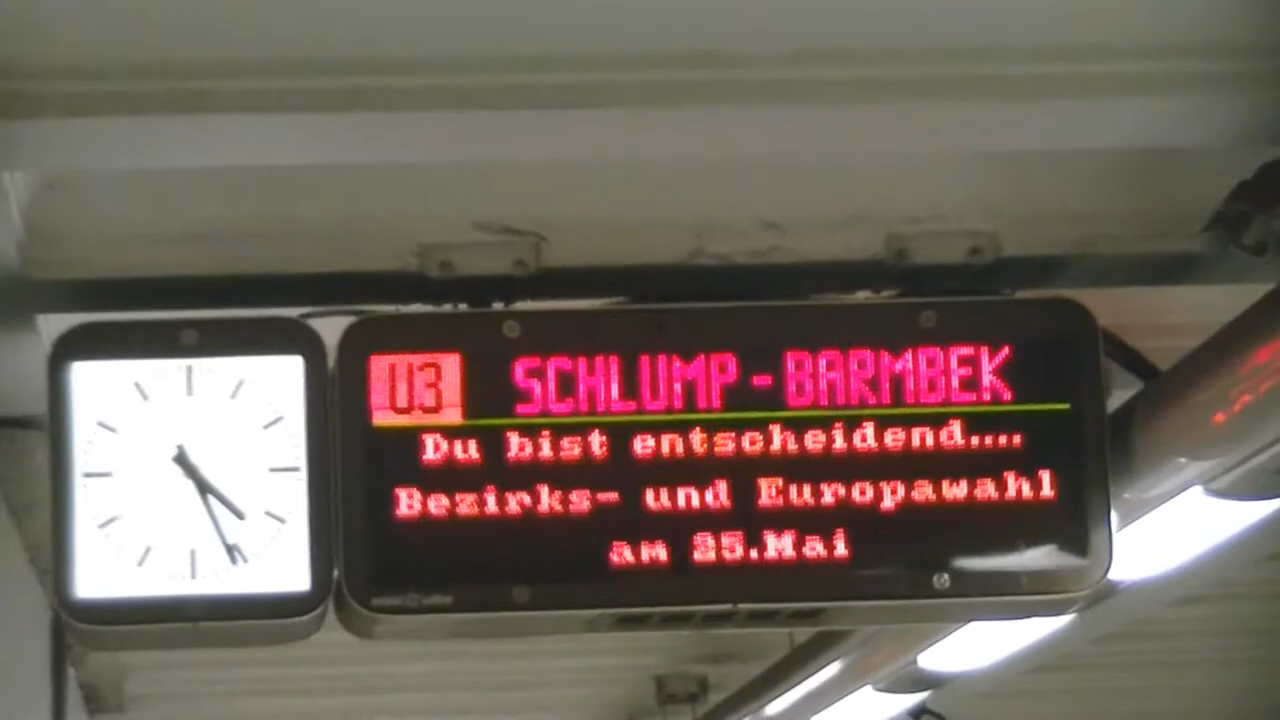 U3 SCHLUMP-BARMBEK
Du bist entscheidend....
Bezirks- und Europawahl
am 25.Mai